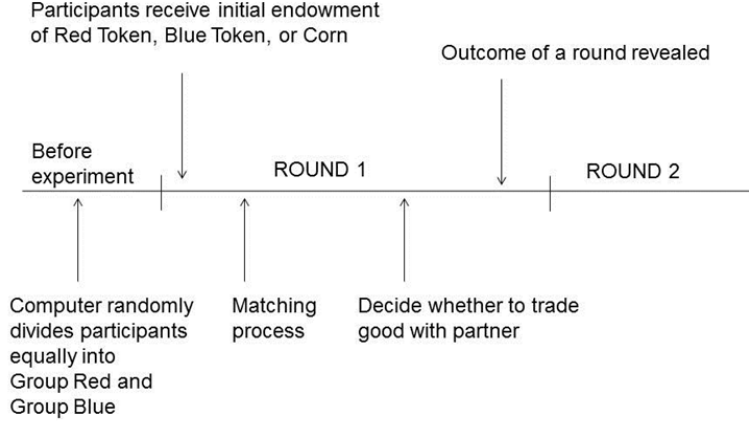 Participants receive initial endowment
of Red Token, Blue Token, or Corn
Outcome of a round revealed
Before
experiment
ROUND 1
ROUND 2
Computer randomly
divides participants
equally into
Group Red and
Group Blue
Matching
process
Decide whether to trade
good with partner